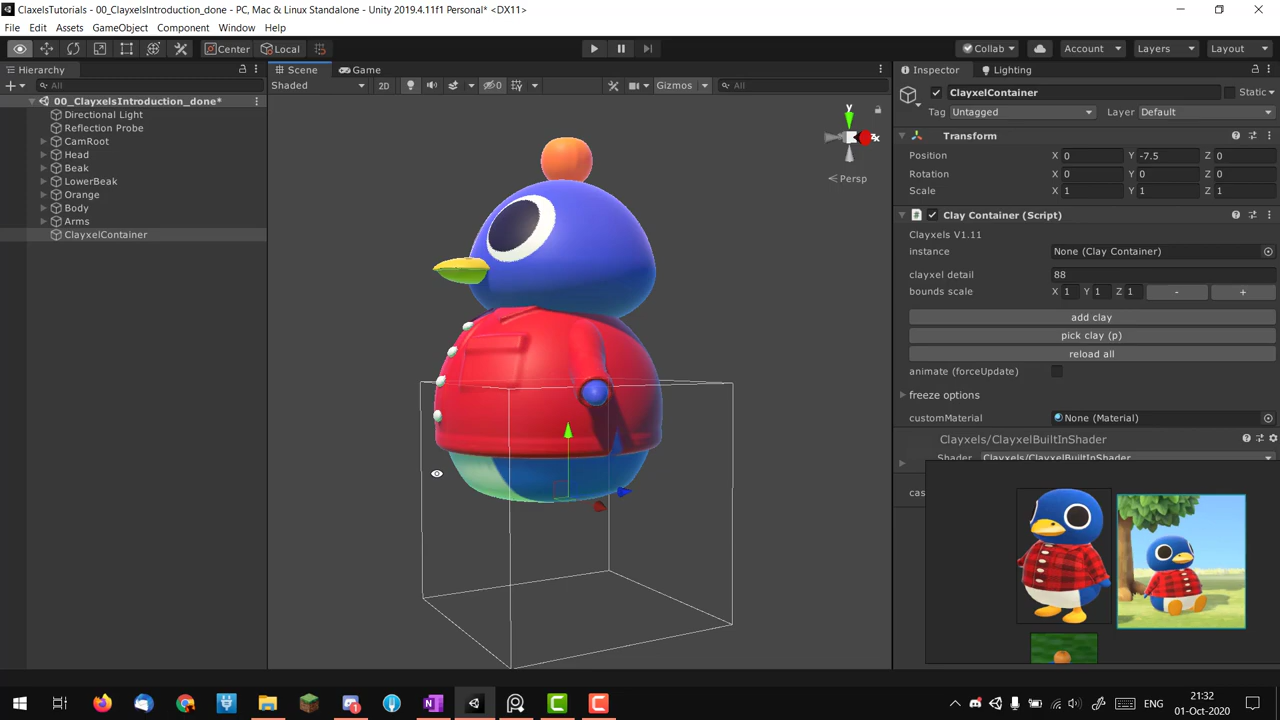 ClaxelsTutorials - 00_ClayxelsIntroduction_done - PC, Mac & Linux Standalone - Unity 2019.4.11f1 Personal* <DX11>
File Edit Assets GameObject Component Window Help
Center Local Collab Account Layers Layout
Hierarchy
All
00_ClayxelsIntroduction_done*
Directional Light
Reflection Probe
CamRoot
Head
Beak
LowerBeak
Orange
Body
Arms
ClayxelContainer
Scene Game
Shaded 2D 0 Gizmos All
y
x
Persp
Inspector Lighting
ClayxelContainer Static
Tag Untagged Layer Default
Transform
Position X 0 Y -7.5 Z 0
Rotation X 0 Y 0 Z 0
Scale X 1 Y 1 Z 1
Clay Container (Script)
Clayxels V1.11
instance None (Clay Container)
clayxel detail 88
bounds scale X 1 Y 1 Z 1 - +
add clay
pick clay (p)
reload all
animate (forceUpdate)
freeze options
customMaterial None (Material)
Clayxels/ClayxelBuiltInShader
Shader Clayxels/ClayxelBuiltInShader
cas
ENG
21:32
01-Oct-2020